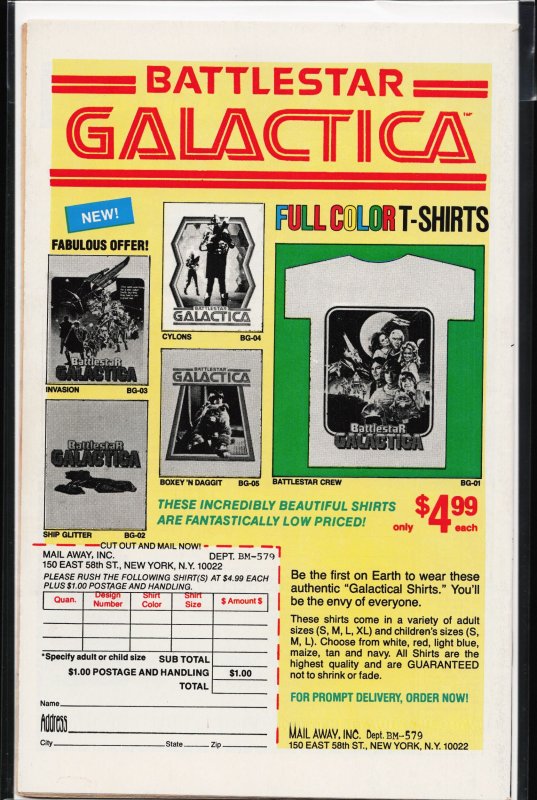 BATTLESTAR
GALACTICA™
NEW!
FABULOUS OFFER!
FULL COLOR T-SHIRTS
BATTLESTAR
GALACTICA
CYLONS BG-04
BattlestaR
GALACTICA
INVASION BG-03
BATTLESTAR
GALACTICA
BOXEY 'N DAGGIT BG-05
BattlestaR
GALACTICA
BATTLESTAR CREW BG-01
BattlestaR
GALACTICA
SHIP GLITTER BG-02
THESE INCREDIBLY BEAUTIFUL SHIRTS
ARE FANTASTICALLY LOW PRICED!
only $4.99 each
CUT OUT AND MAIL NOW!
MAIL AWAY, INC. DEPT. BM-579
150 EAST 58th ST., NEW YORK, N.Y. 10022
PLEASE RUSH THE FOLLOWING SHIRT(S) AT $4.99 EACH
PLUS $1.00 POSTAGE AND HANDLING.
Quan. Design Number Shirt Color Shirt Size $ Amount $
*Specify adult or child size SUB TOTAL
$1.00 POSTAGE AND HANDLING $1.00
TOTAL
Name
Address
City State Zip
Be the first on Earth to wear these
authentic "Galactical Shirts." You'll
be the envy of everyone.
These shirts come in a variety of adult
sizes (S, M, L, XL) and children's sizes (S,
M, L). Choose from white, red, light blue,
maize, tan and navy. All Shirts are the
highest quality and are GUARANTEED
not to shrink or fade.
FOR PROMPT DELIVERY, ORDER NOW!
MAIL AWAY, INC. Dept. BM-579
150 EAST 58th ST., NEW YORK, N.Y. 10022